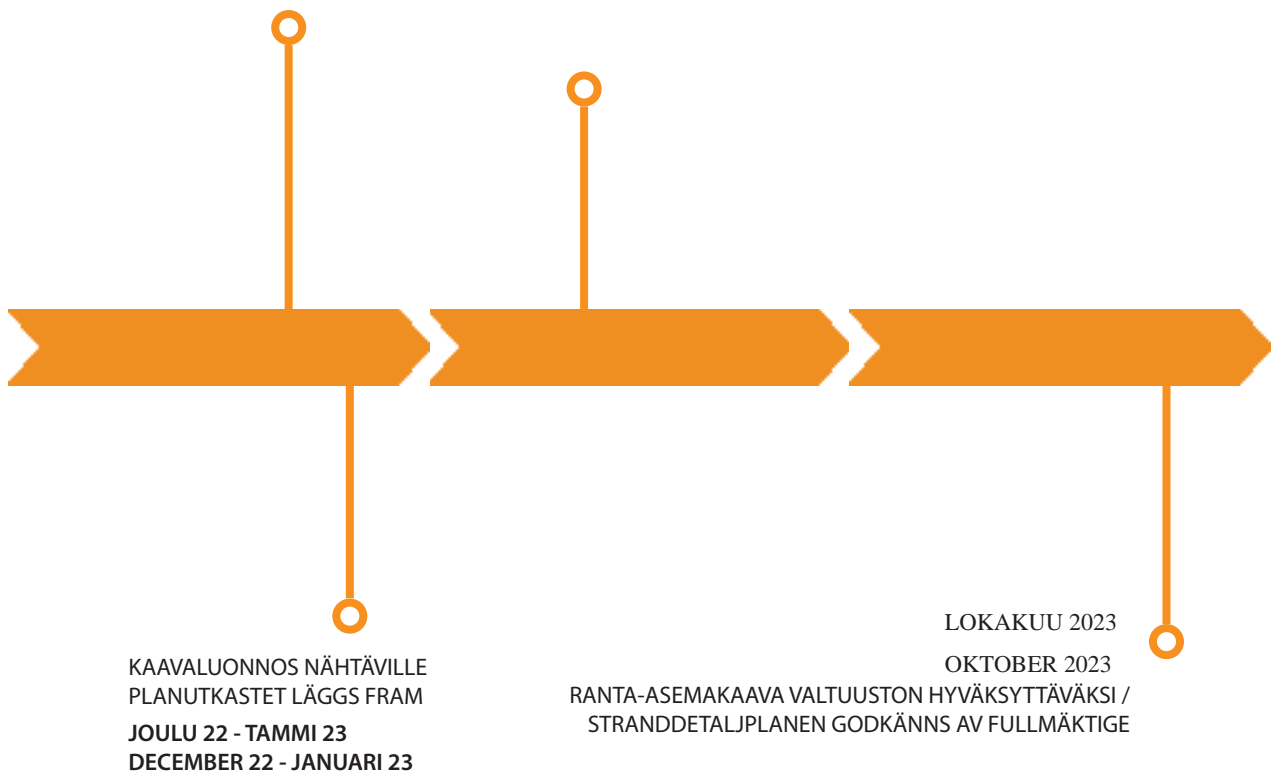 KAAVALUONNOS NÄHTÄVILLE
PLANUTKASTET LÄGGS FRAM
JOULU 22 - TAMMI 23
DECEMBER 22 - JANUARI 23
LOKAKUU 2023
OKTOBER 2023
RANTA-ASEMAKAAVA VALTUUSTON HYVÄKSYTTÄVÄKSI /
STRANDDETALJPLANEN GODKÄNNS AV FULLMÄKTIGE